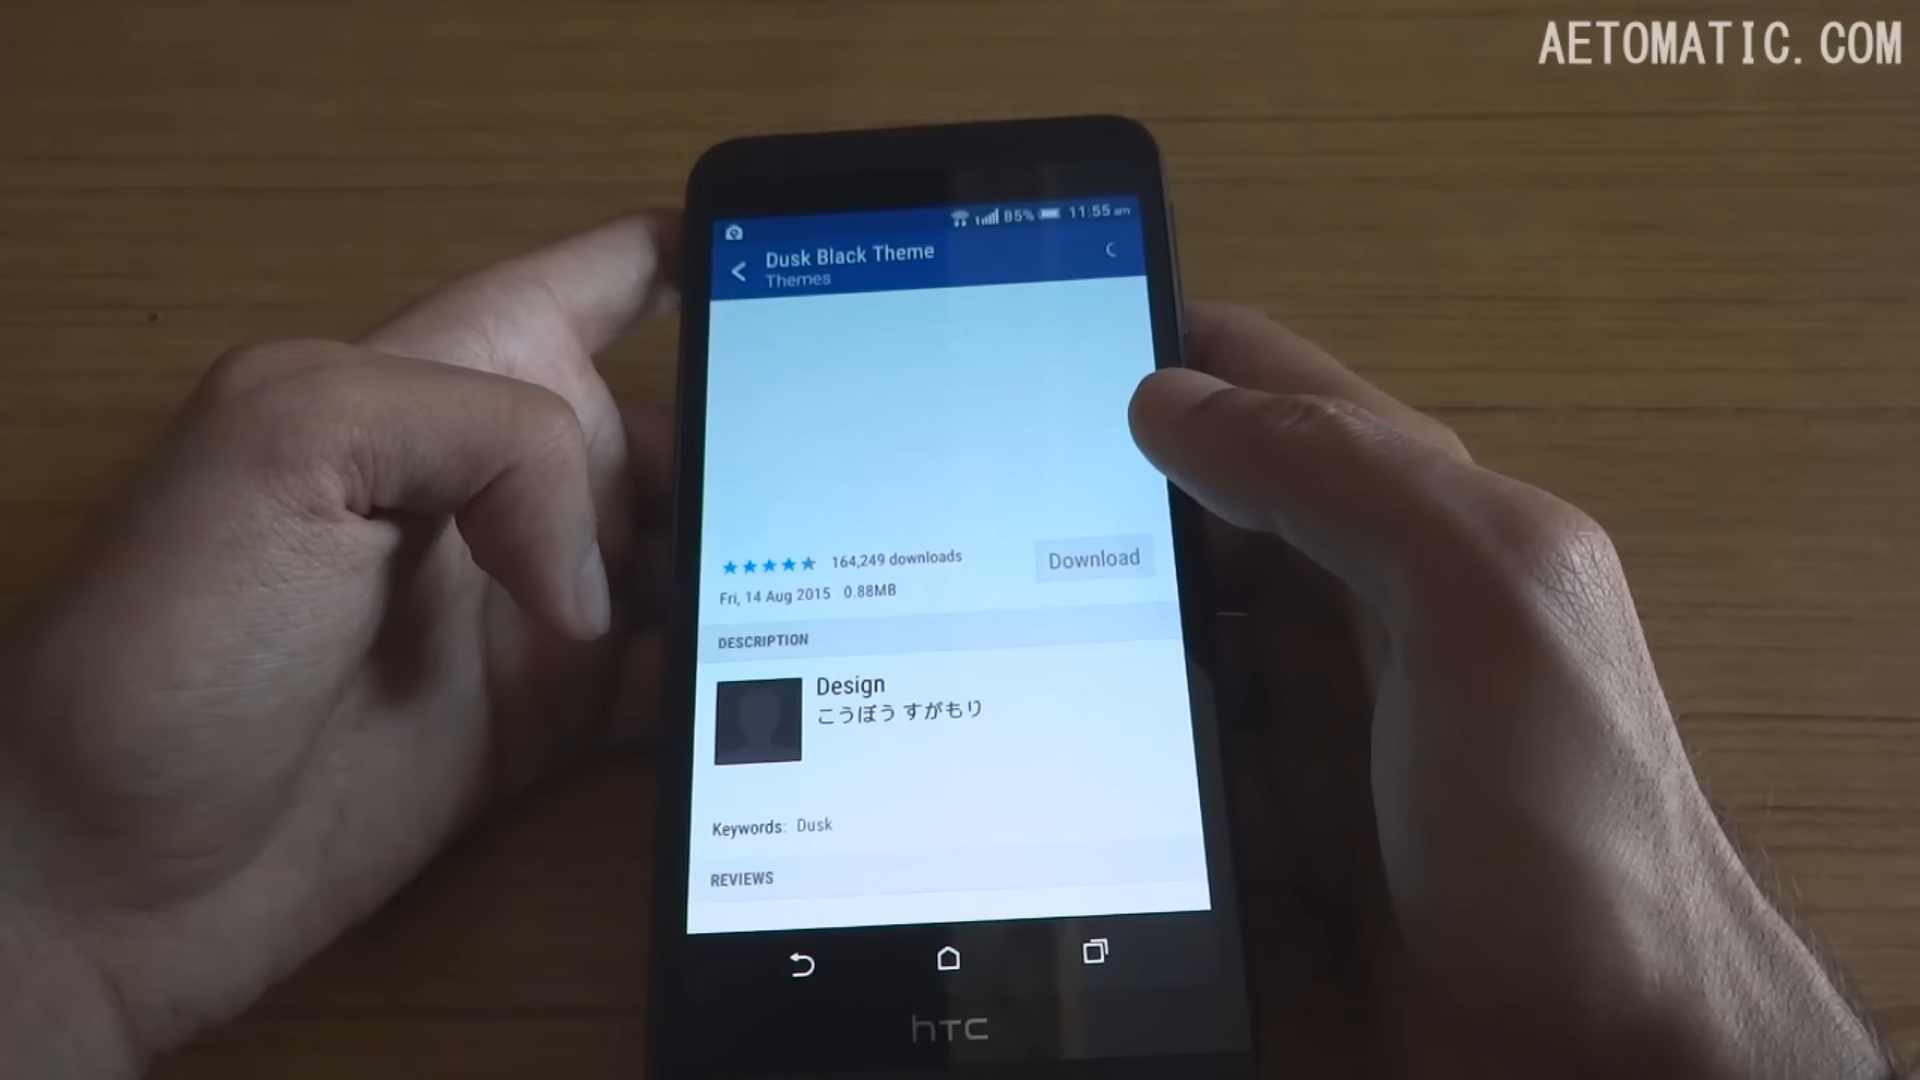 AETOMATIC.COM
85% 11:55 am
Dusk Black Theme
Themes
164,249 downloads
Download
Fri, 14 Aug 2015 0.88MB
DESCRIPTION
Design
こうぼう すがもり
Keywords: Dusk
REVIEWS
hTC